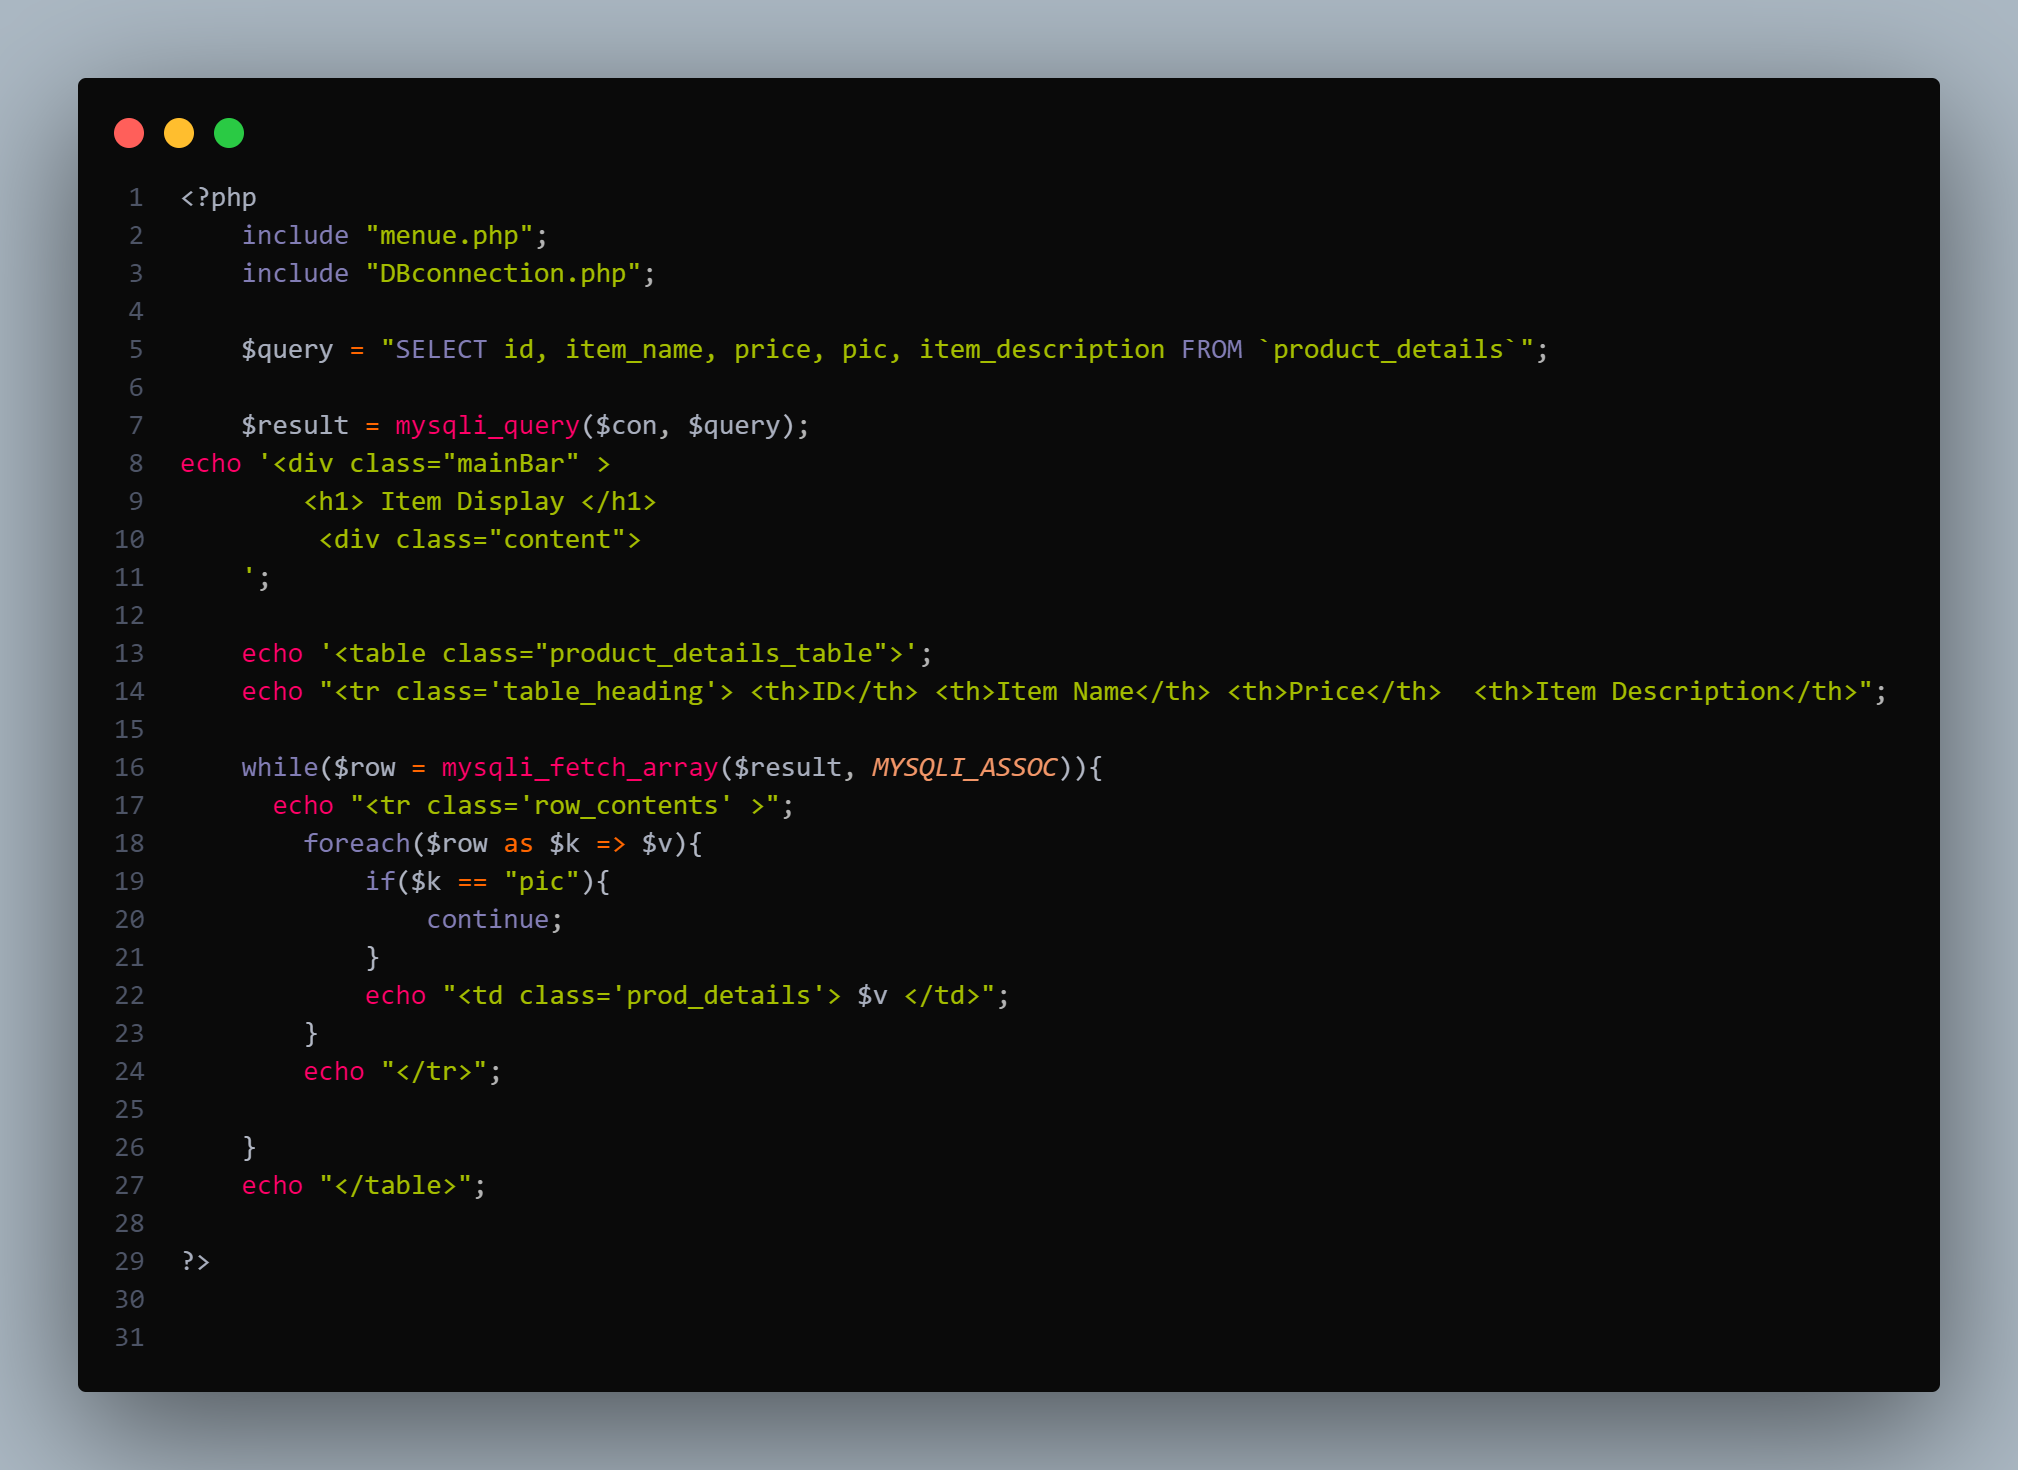 1 <?php
2     include "menue.php";
3     include "DBconnection.php";
4
5     $query = "SELECT id, item_name, price, pic, item_description FROM `product_details`";
6
7     $result = mysqli_query($con, $query);
8 echo '<div class="mainBar" >
9         <h1> Item Display </h1>
10          <div class="content">
11     ';
12
13     echo '<table class="product_details_table">';
14     echo "<tr class='table_heading'> <th>ID</th> <th>Item Name</th> <th>Price</th>  <th>Item Description</th>";
15
16     while($row = mysqli_fetch_array($result, MYSQLI_ASSOC)){
17       echo "<tr class='row_contents' >";
18         foreach($row as $k => $v){
19             if($k == "pic"){
20                 continue;
21             }
22             echo "<td class='prod_details'> $v </td>";
23         }
24         echo "</tr>";
25
26     }
27     echo "</table>";
28
29 ?>
30
31